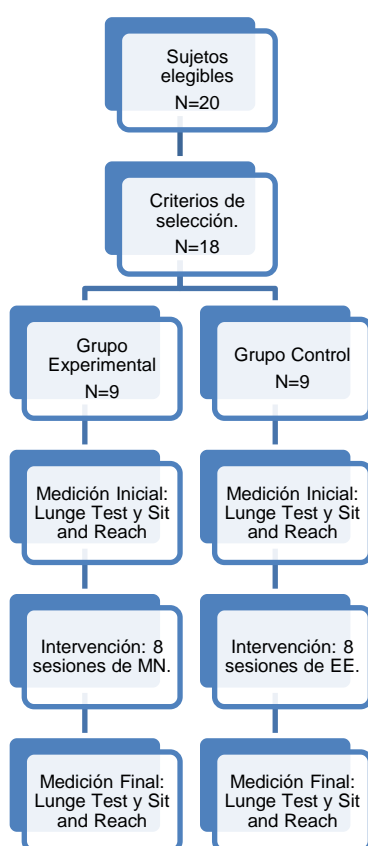 Sujetos
elegibles
N=20
Criterios de
selección.
N=18
Grupo
Experimental
N=9
Grupo Control
N=9
Medición Inicial:
Lunge Test y Sit
and Reach
Medición Inicial:
Lunge Test y Sit
and Reach
Intervención: 8
sesiones de MN.
Intervención: 8
sesiones de EE.
Medición Final:
Lunge Test y Sit
and Reach
Medición Final:
Lunge Test y Sit
and Reach